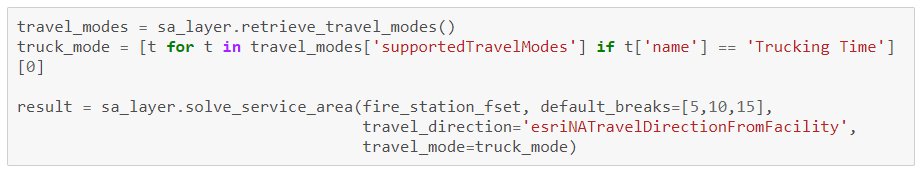 travel_modes = sa_layer.retrieve_travel_modes()
truck_mode = [t for t in travel_modes['supportedTravelModes'] if t['name'] == 'Trucking Time']
[0]

result = sa_layer.solve_service_area(fire_station_fset, default_breaks=[5,10,15],
                                     travel_direction='esriNATravelDirectionFromFacility',
                                     travel_mode=truck_mode)